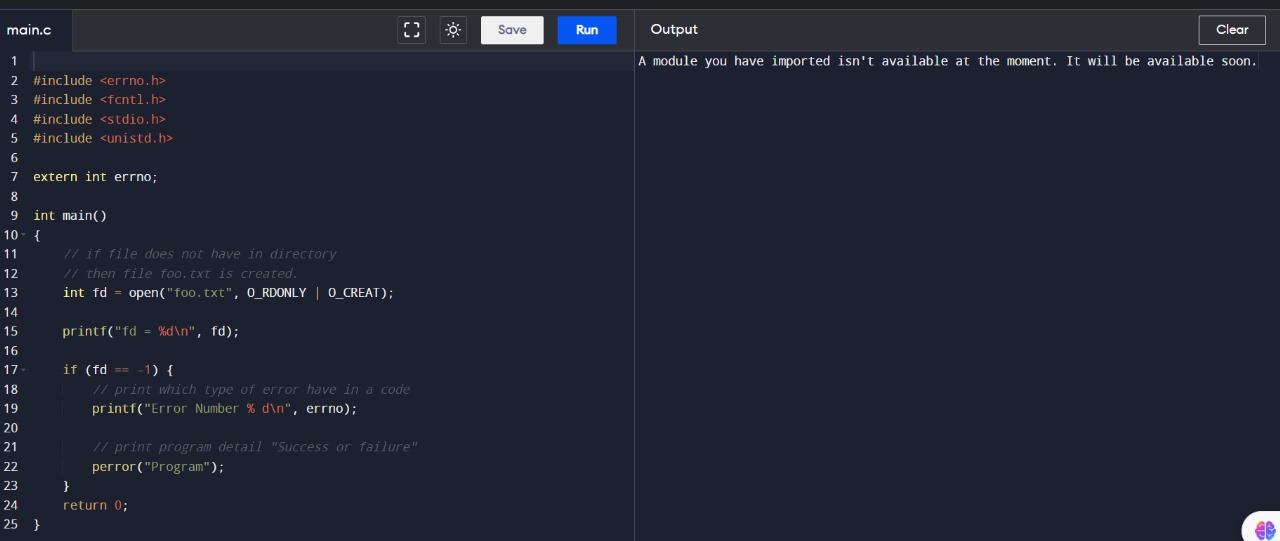 main.c
Save
Run
Output
Clear
1
2 #include <errno.h>
3 #include <fcntl.h>
4 #include <stdio.h>
5 #include <unistd.h>
6
7 extern int errno;
8
9 int main()
10 {
11     // if file does not have in directory
12     // then file foo.txt is created.
13     int fd = open("foo.txt", O_RDONLY | O_CREAT);
14
15     printf("fd = %d\n", fd);
16
17     if (fd == -1) {
18         // print which type of error have in a code
19         printf("Error Number % d\n", errno);
20
21         // print program detail "Success or failure"
22         perror("Program");
23     }
24     return 0;
25 }
A module you have imported isn't available at the moment. It will be available soon.